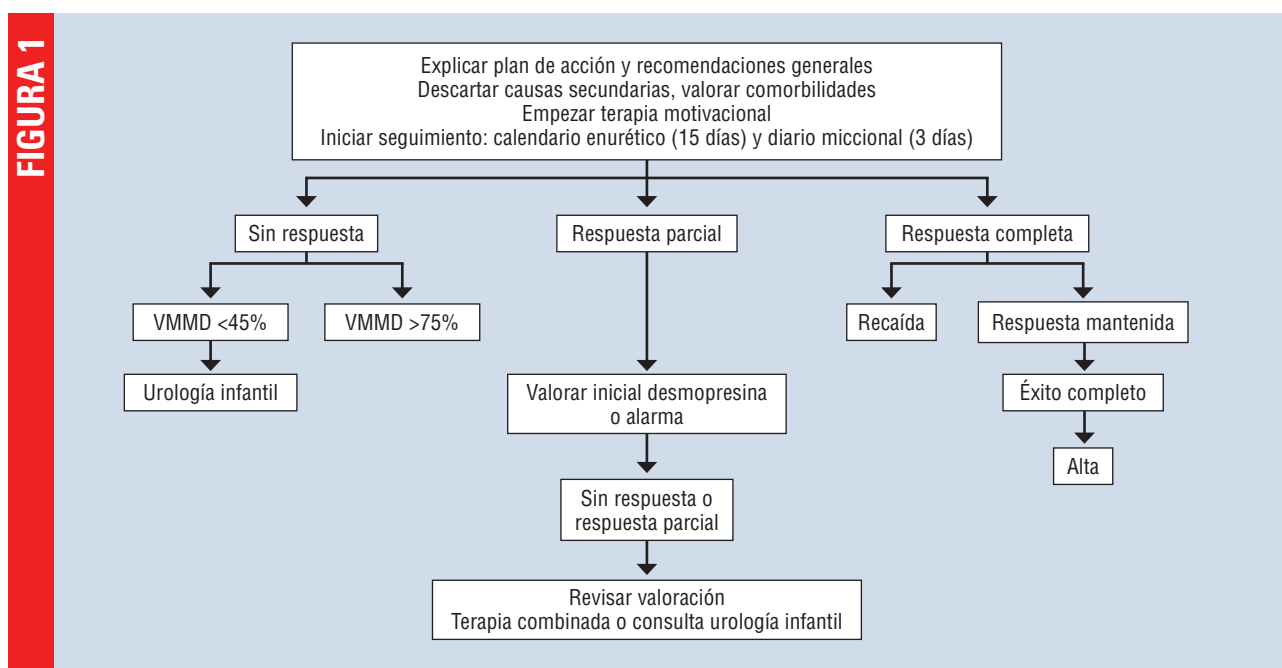 FIGURA 1
Explicar plan de acción y recomendaciones generales
Descartar causas secundarias, valorar comorbilidades
Empezar terapia motivacional
Iniciar seguimiento: calendario enurético (15 días) y diario miccional (3 días)
Sin respuesta
Respuesta parcial
Respuesta completa
VMMD <45%
VMMD >75%
Recaída
Respuesta mantenida
Urología infantil
Valorar inicial desmopresina
o alarma
Éxito completo
Alta
Sin respuesta o
respuesta parcial
Revisar valoración
Terapia combinada o consulta urología infantil